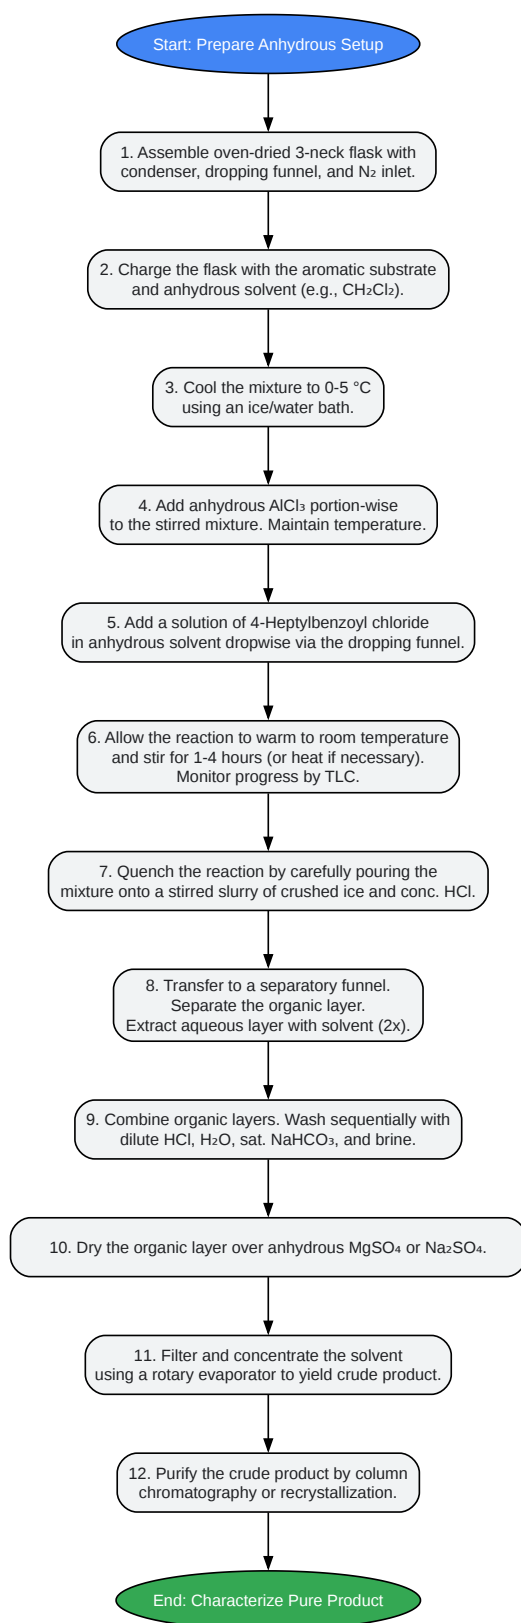 Start: Prepare Anhydrous Setup
1. Assemble oven-dried 3-neck flask with
condenser, dropping funnel, and N₂ inlet.
2. Charge the flask with the aromatic substrate
and anhydrous solvent (e.g., CH₂Cl₂).
3. Cool the mixture to 0-5 °C
using an ice/water bath.
4. Add anhydrous AlCl₃ portion-wise
to the stirred mixture. Maintain temperature.
5. Add a solution of 4-Heptylbenzoyl chloride
in anhydrous solvent dropwise via the dropping funnel.
6. Allow the reaction to warm to room temperature
and stir for 1-4 hours (or heat if necessary).
Monitor progress by TLC.
7. Quench the reaction by carefully pouring the
mixture onto a stirred slurry of crushed ice and conc. HCl.
8. Transfer to a separatory funnel.
Separate the organic layer.
Extract aqueous layer with solvent (2x).
9. Combine organic layers. Wash sequentially with
dilute HCl, H₂O, sat. NaHCO₃, and brine.
10. Dry the organic layer over anhydrous MgSO₄ or Na₂SO₄.
11. Filter and concentrate the solvent
using a rotary evaporator to yield crude product.
12. Purify the crude product by column
chromatography or recrystallization.
End: Characterize Pure Product